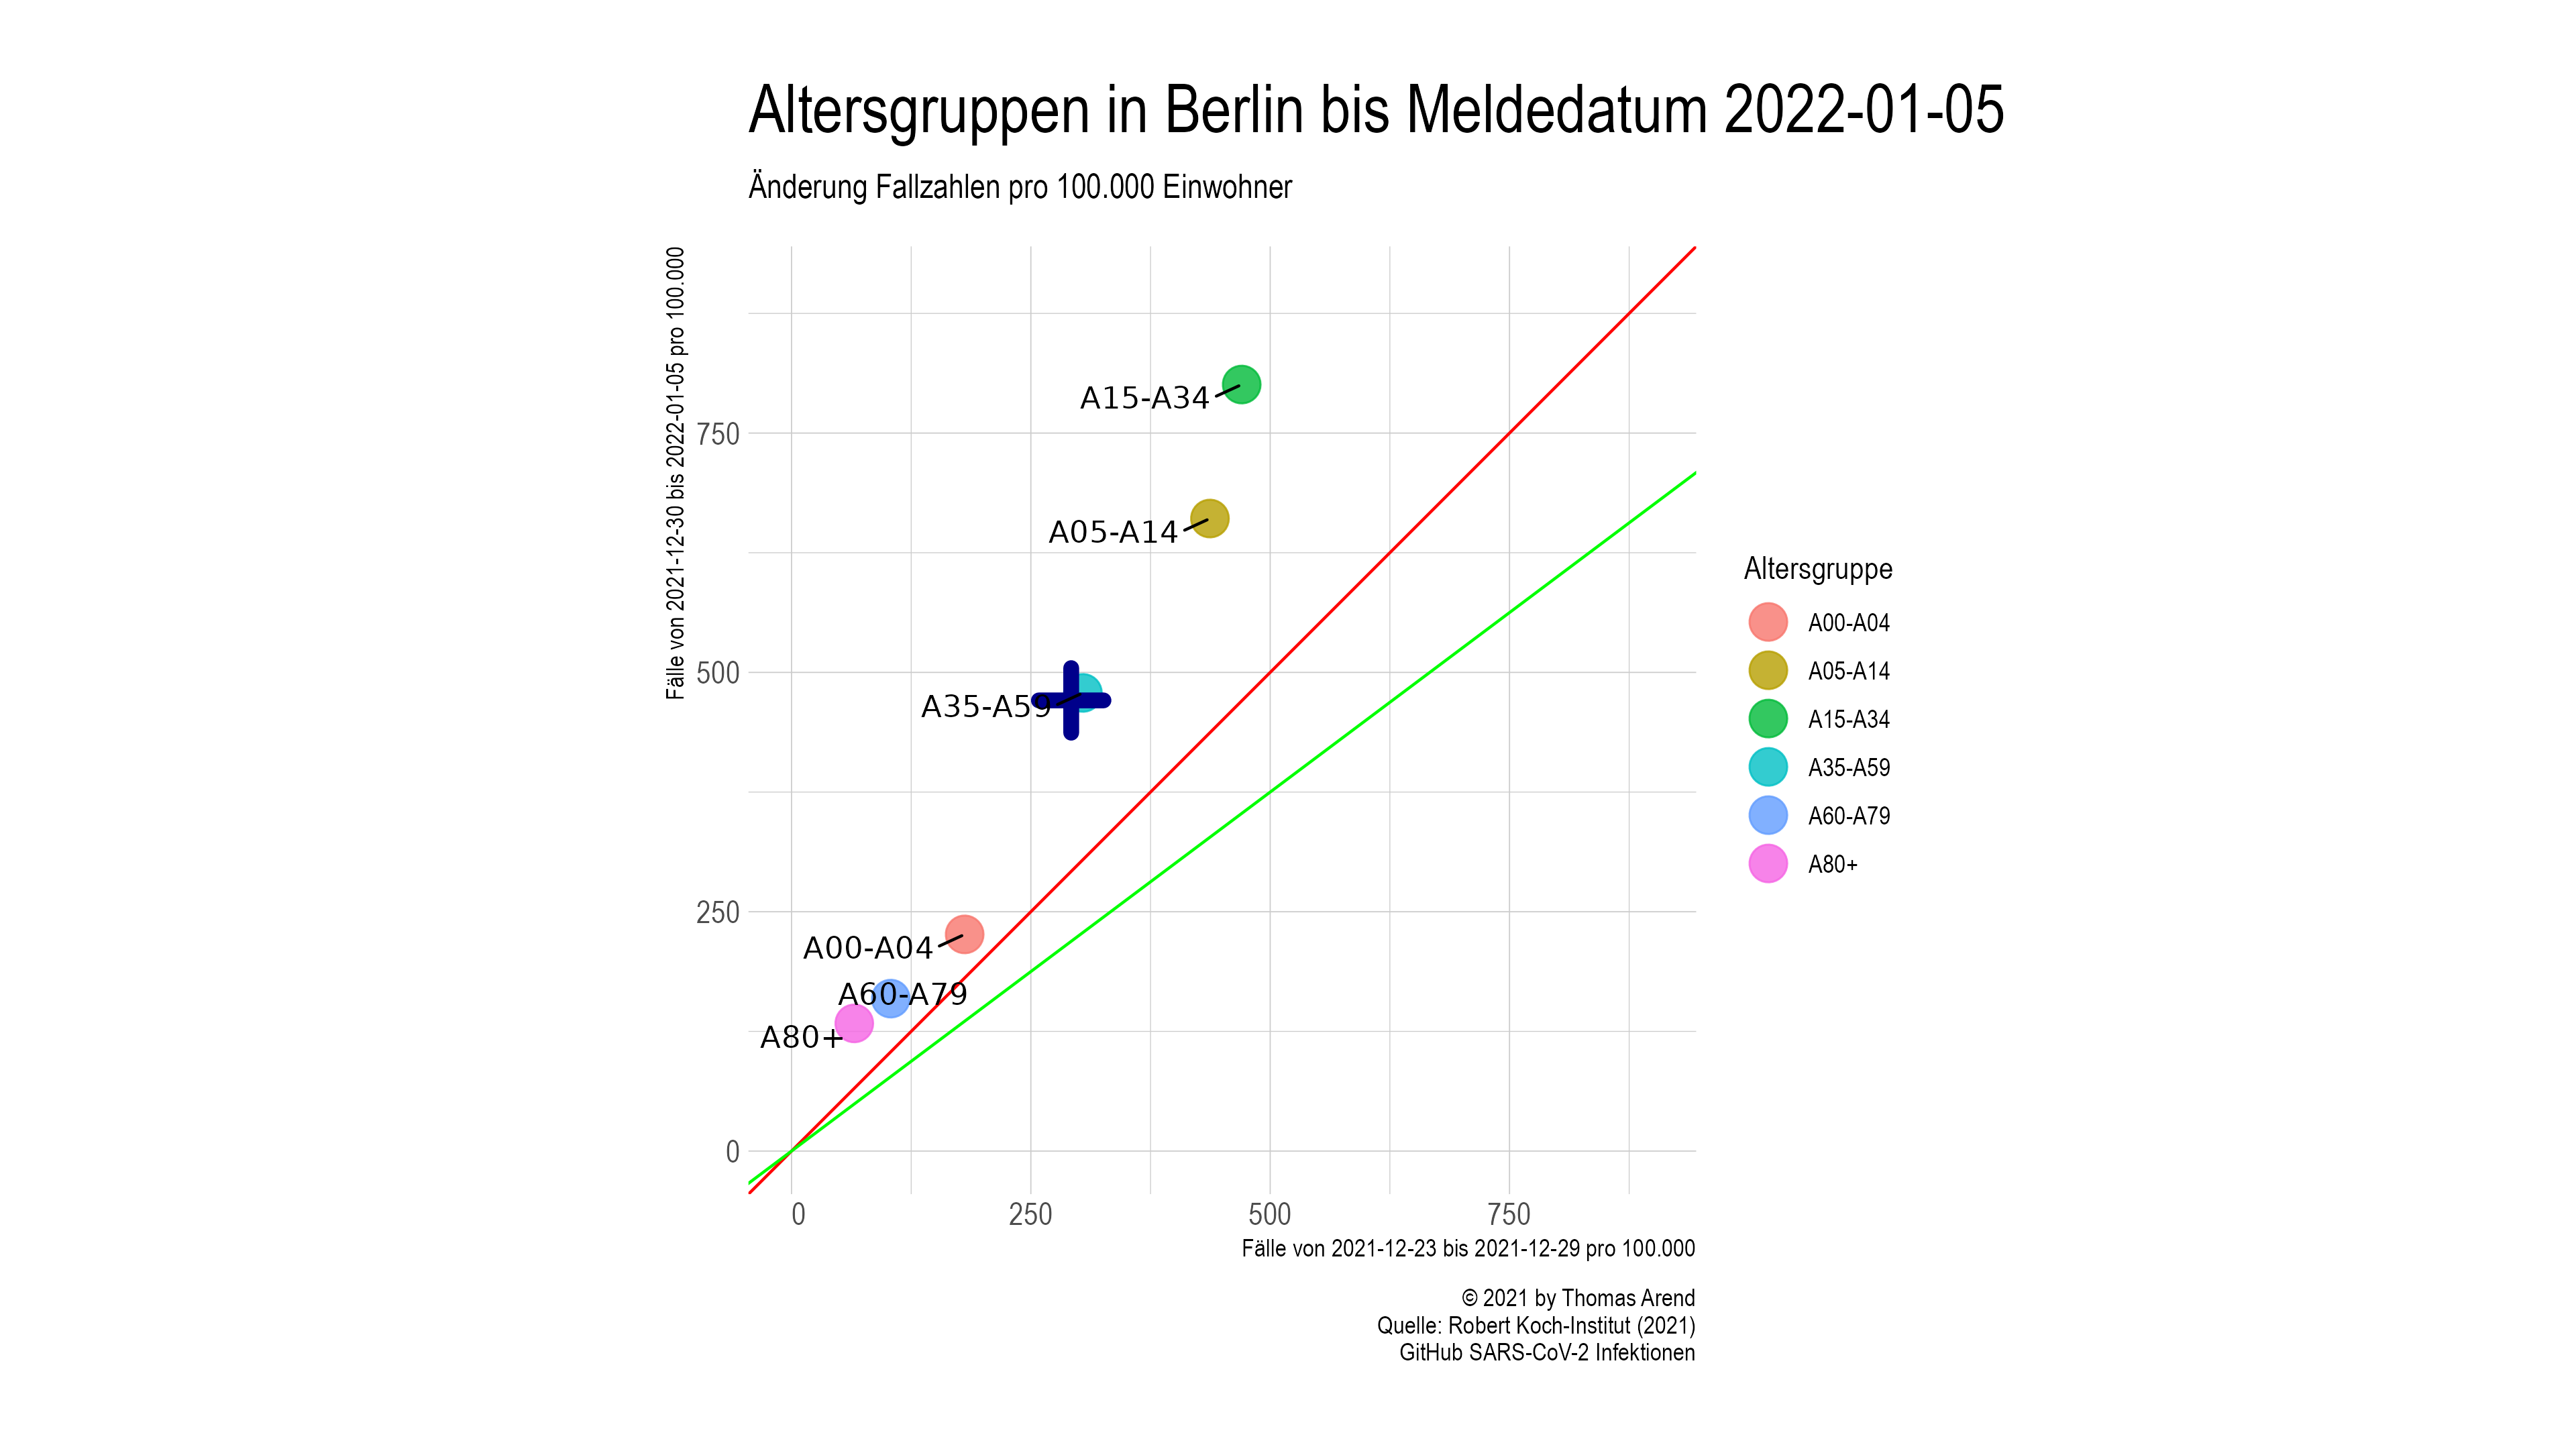 Altersgruppen in Berlin bis Meldedatum 2022-01-05
Änderung Fallzahlen pro 100.000 Einwohner
Fälle von 2021-12-30 bis 2022-01-05 pro 100.000
750
500
250
0
A15-A34
A05-A14
A35-A59
A00-A04
A60-A79
A80+
0
250
500
750
Fälle von 2021-12-23 bis 2021-12-29 pro 100.000
Altersgruppe
A00-A04
A05-A14
A15-A34
A35-A59
A60-A79
A80+
© 2021 by Thomas Arend
Quelle: Robert Koch-Institut (2021)
GitHub SARS-CoV-2 Infektionen